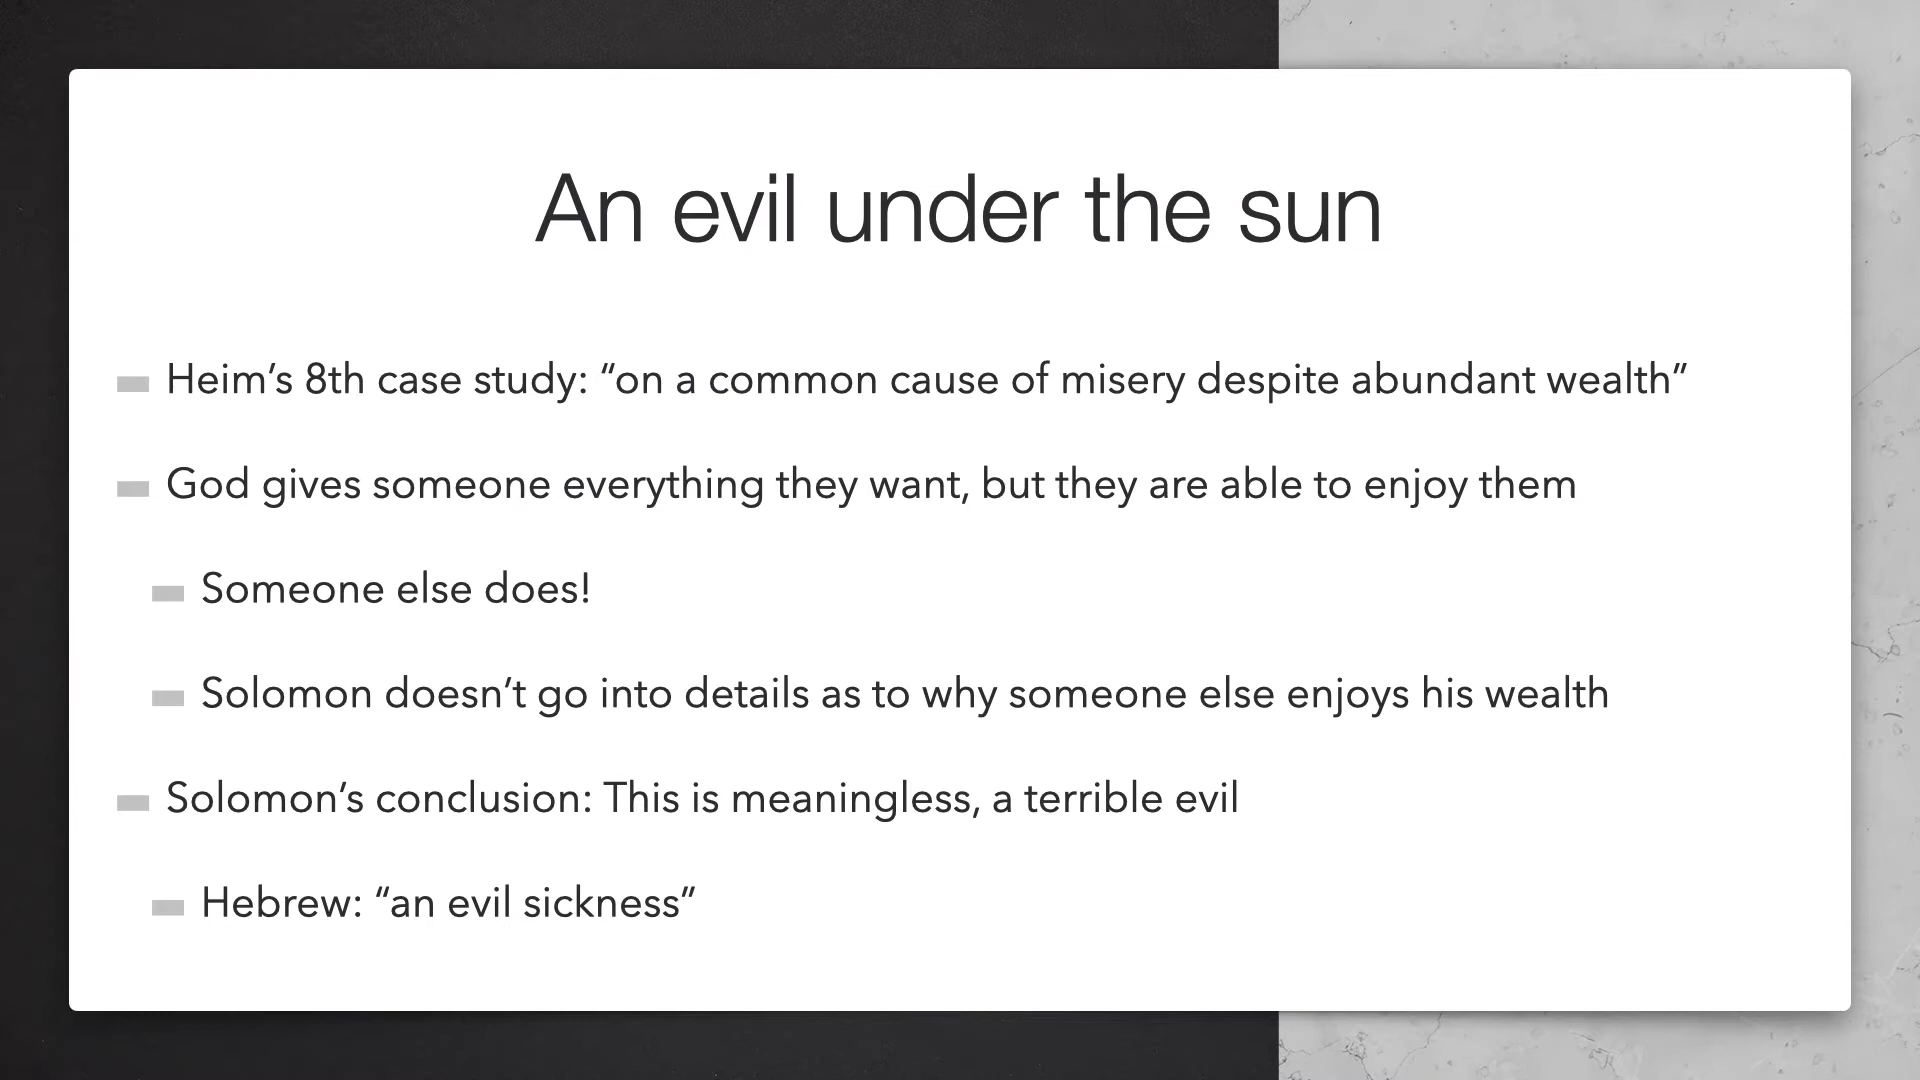 An evil under the sun
Heim’s 8th case study: “on a common cause of misery despite abundant wealth”
God gives someone everything they want, but they are able to enjoy them
Someone else does!
Solomon doesn’t go into details as to why someone else enjoys his wealth
Solomon’s conclusion: This is meaningless, a terrible evil
Hebrew: “an evil sickness”